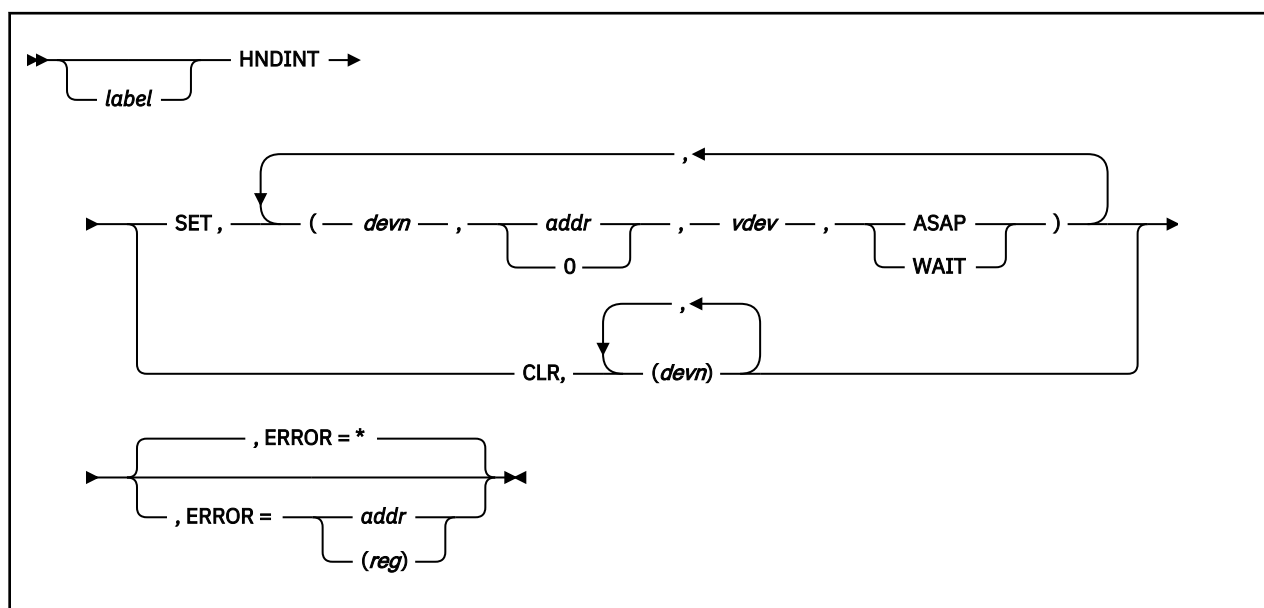 HNDINT
label
,
SET , ( devn , addr , vdev , ASAP )
0 WAIT
,
CLR, (devn)
, ERROR = *
, ERROR = addr
(reg)